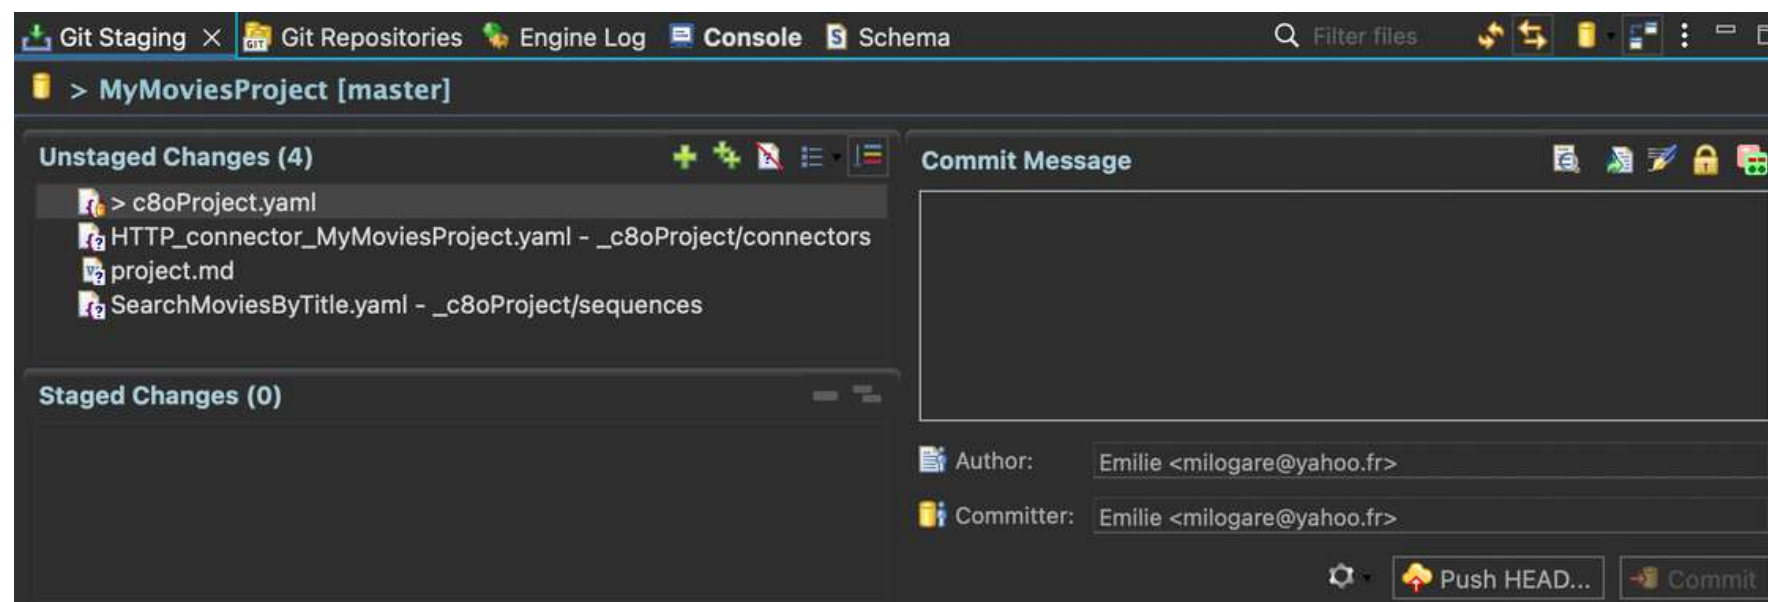 Git Staging Git Repositories Engine Log Console Schema Filter files
> MyMoviesProject [master]
Unstaged Changes (4)
> c8oProject.yaml
HTTP_connector_MyMoviesProject.yaml - _c8oProject/connectors
project.md
SearchMoviesByTitle.yaml - _c8oProject/sequences
Staged Changes (0)
Commit Message
Author: Emilie <milogare@yahoo.fr>
Committer: Emilie <milogare@yahoo.fr>
Push HEAD... Commit